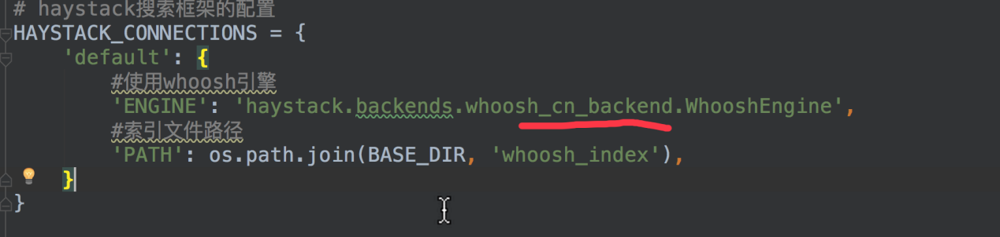 # haystack搜索框架的配置
HAYSTACK_CONNECTIONS = {
    'default': {
        #使用whoosh引擎
        'ENGINE': 'haystack.backends.whoosh_cn_backend.WhooshEngine',
        #索引文件路径
        'PATH': os.path.join(BASE_DIR, 'whoosh_index'),
    }
}